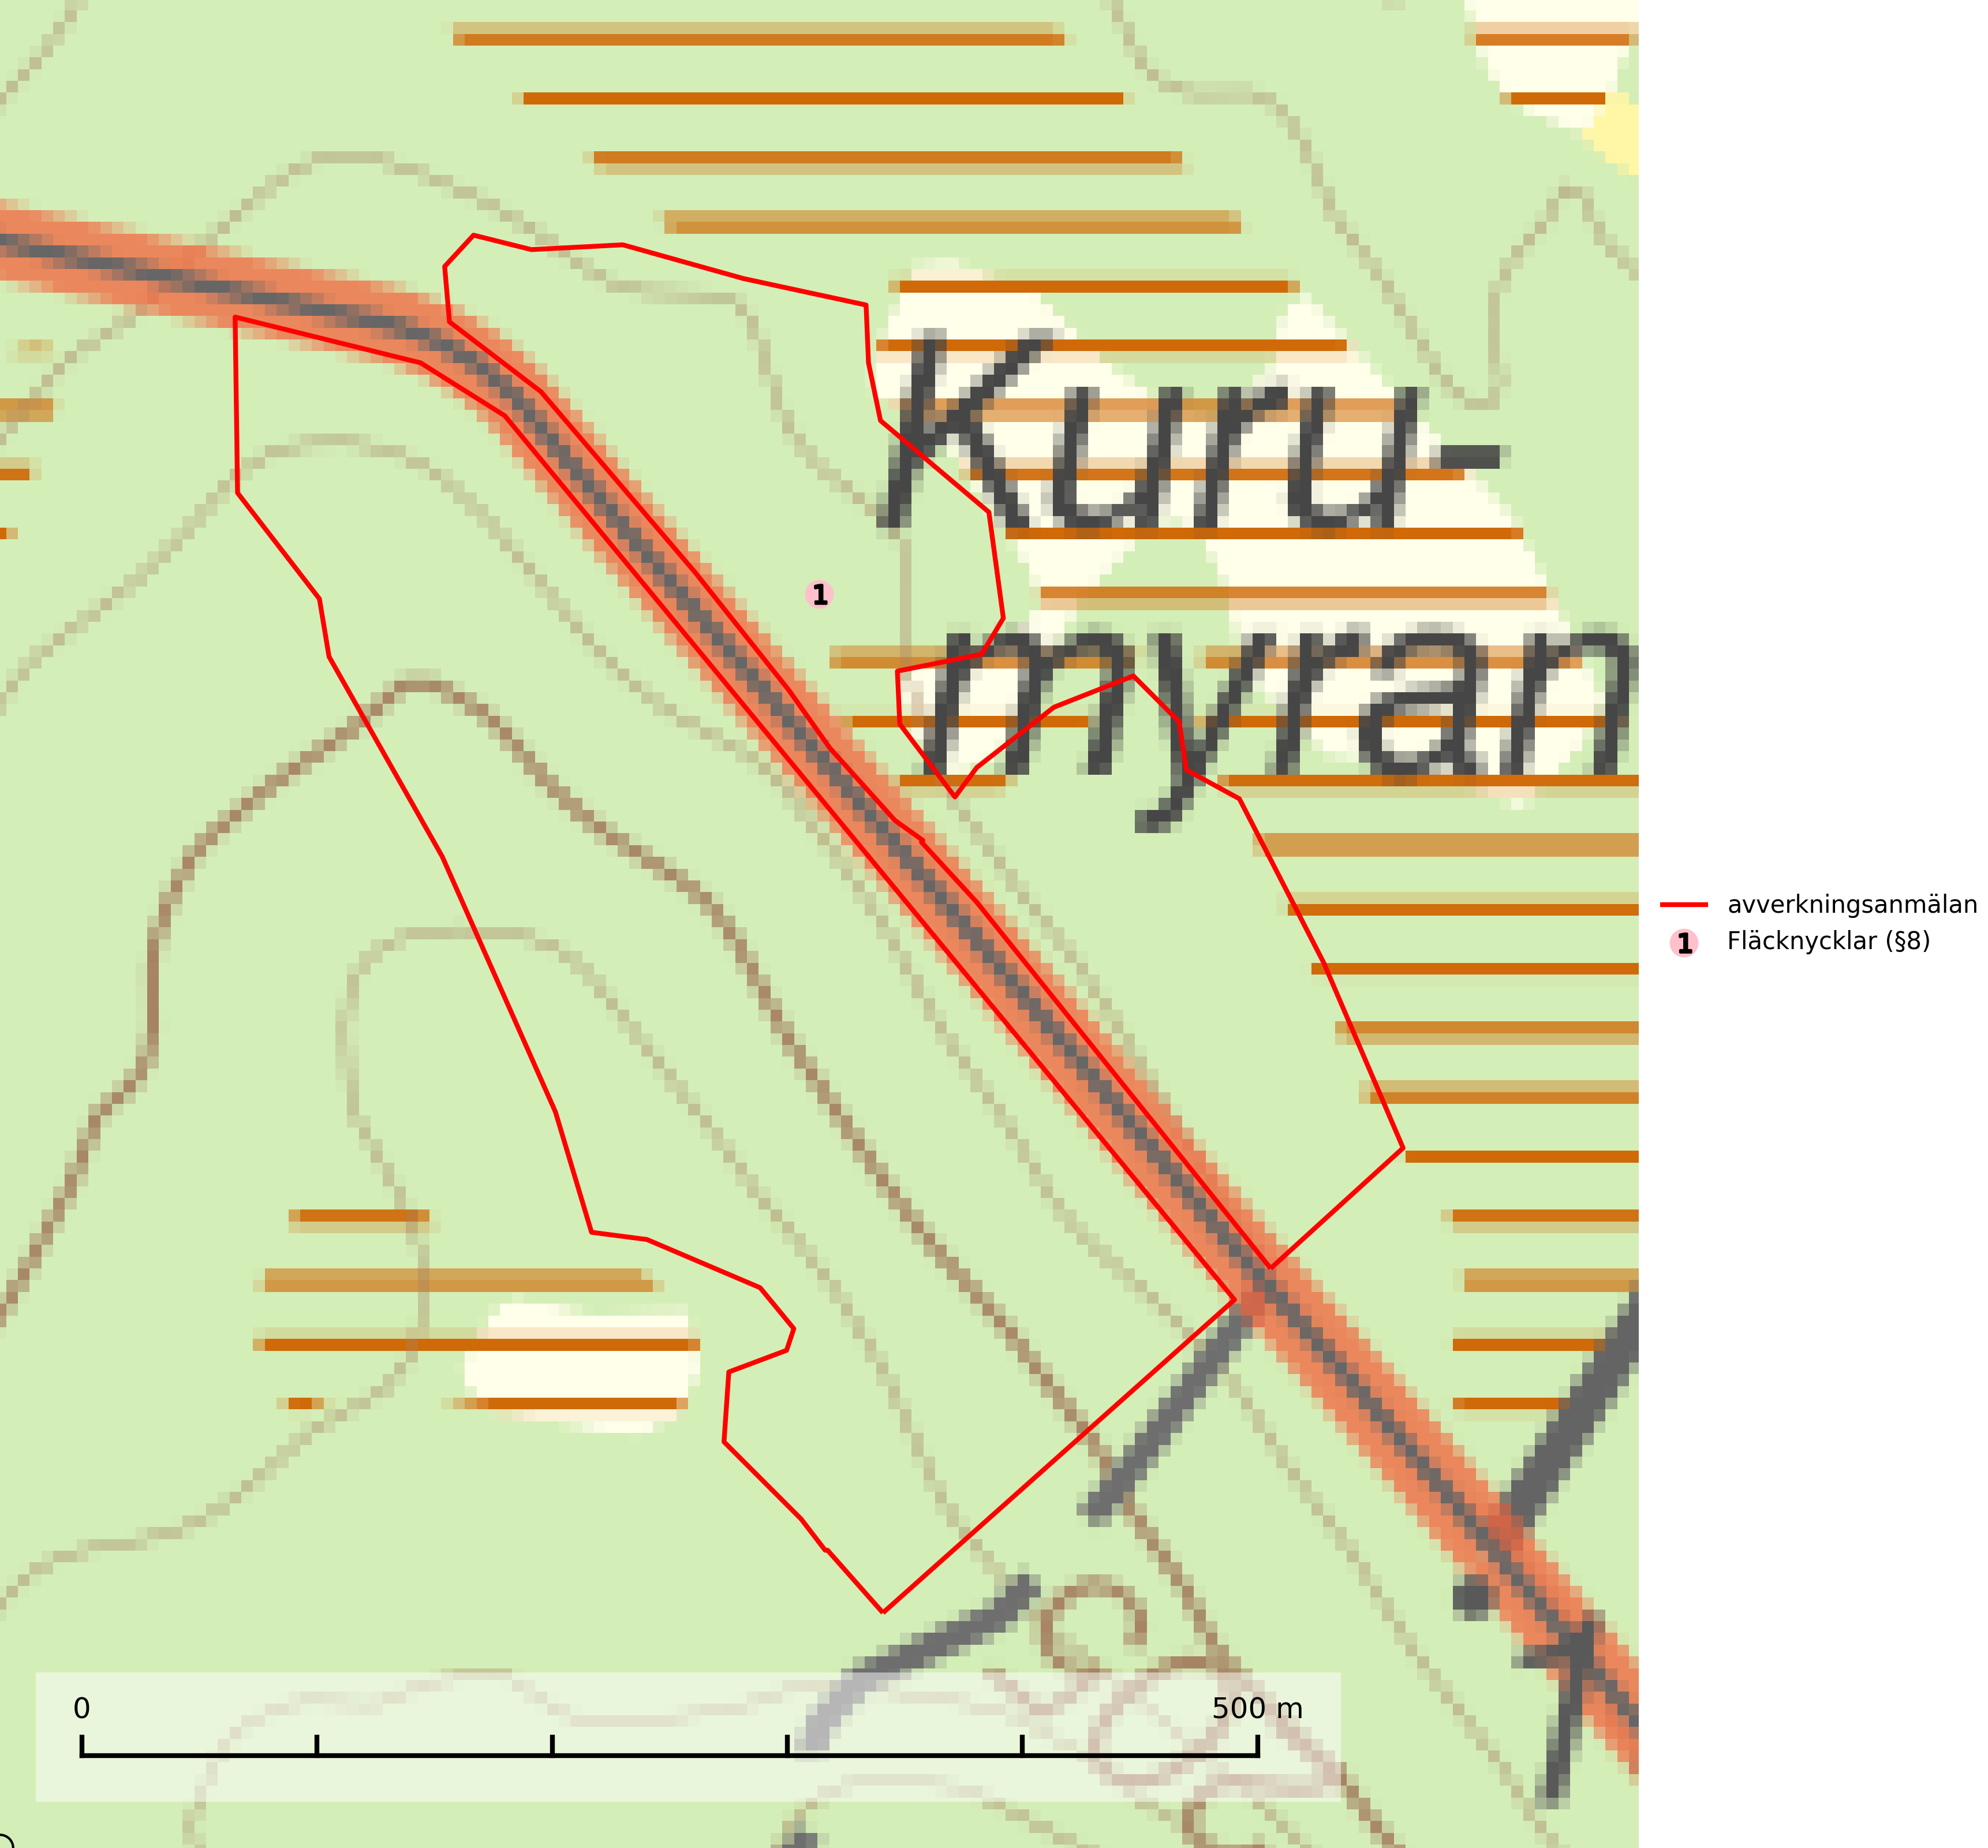 Kuru-
myran
1
avverkningsanmälan
1 Fläcknycklar (§8)
0 500 m